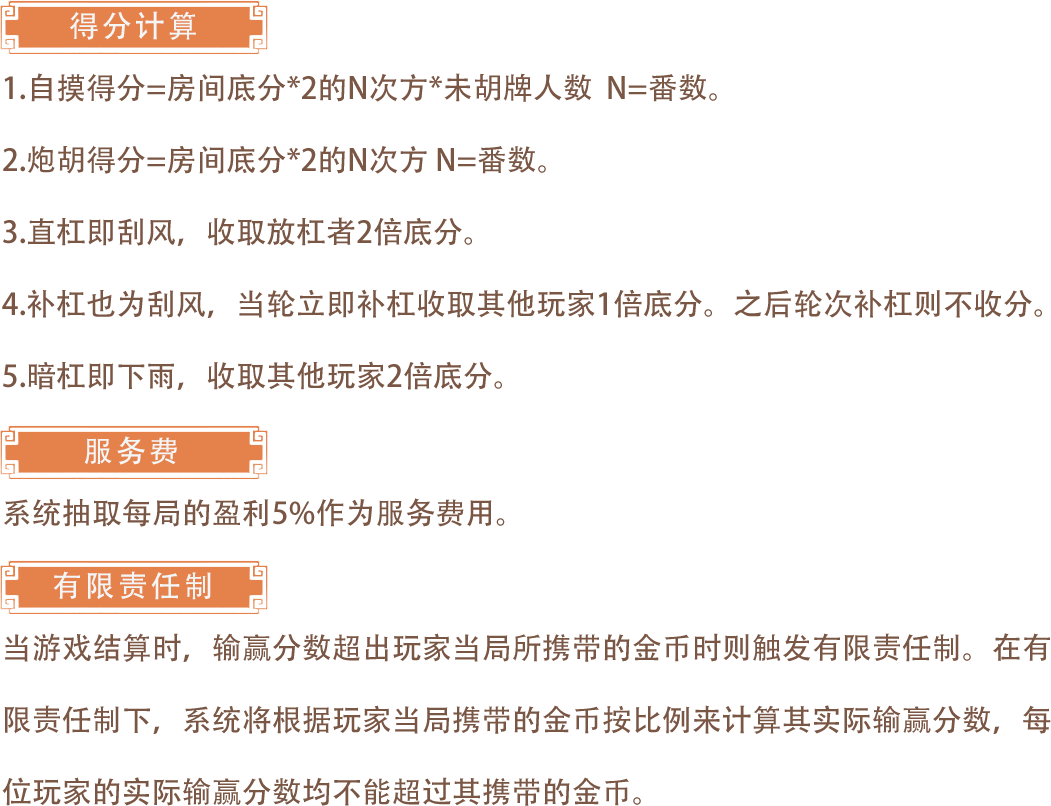 得分计算
1.自摸得分=房间底分*2的N次方*未胡牌人数 N=番数。
2.炮胡得分=房间底分*2的N次方 N=番数。
3.直杠即刮风，收取放杠者2倍底分。
4.补杠也为刮风，当轮立即补杠收取其他玩家1倍底分。之后轮次补杠则不收分。
5.暗杠即下雨，收取其他玩家2倍底分。
服务费
系统抽取每局的盈利5%作为服务费用。
有限责任制
当游戏结算时，输赢分数超出玩家当局所携带的金币时则触发有限责任制。在有
限责任制下，系统将根据玩家当局携带的金币按比例来计算其实际输赢分数，每
位玩家的实际输赢分数均不能超过其携带的金币。